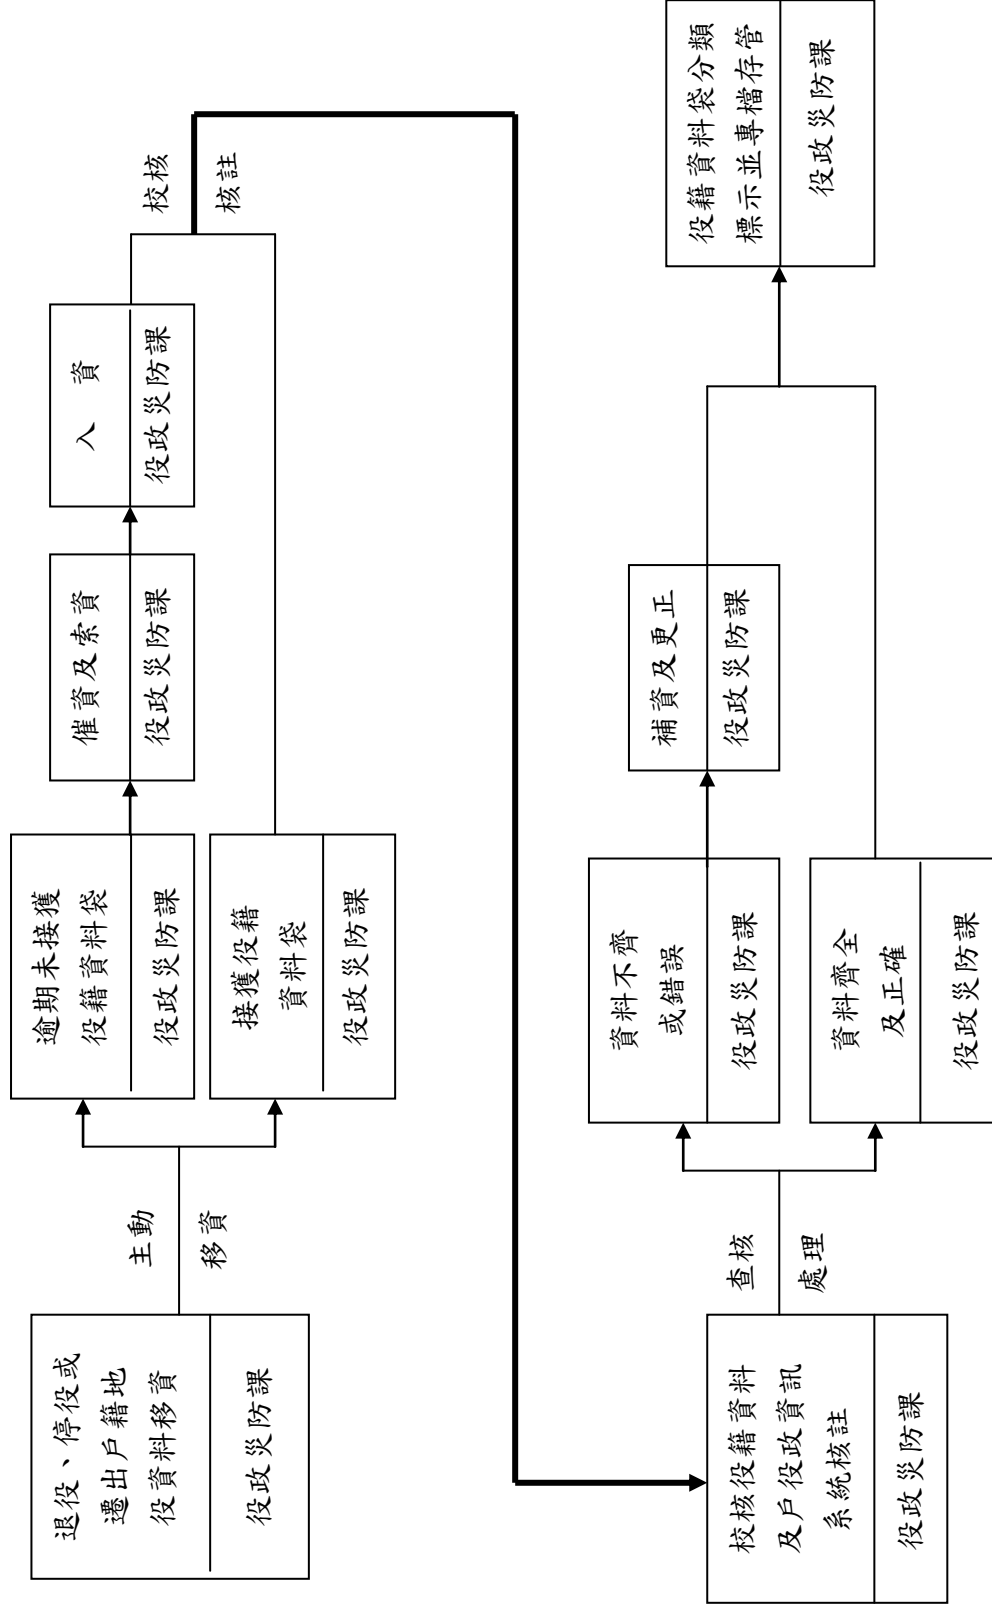 退役、停役或
遷出戶籍地
役資料移資
役政災防課
主動
移資
逾期未接獲
役籍資料袋
役政災防課
接獲役籍
資料袋
役政災防課
催資及索資
役政災防課
入 資
役政災防課
校核
核註
校核役籍資料
及戶役政資訊
系統核註
役政災防課
查核
處理
資料不齊
或錯誤
役政災防課
資料齊全
及正確
役政災防課
補資及更正
役政災防課
役籍資料袋分類
標示並專檔存管
役政災防課